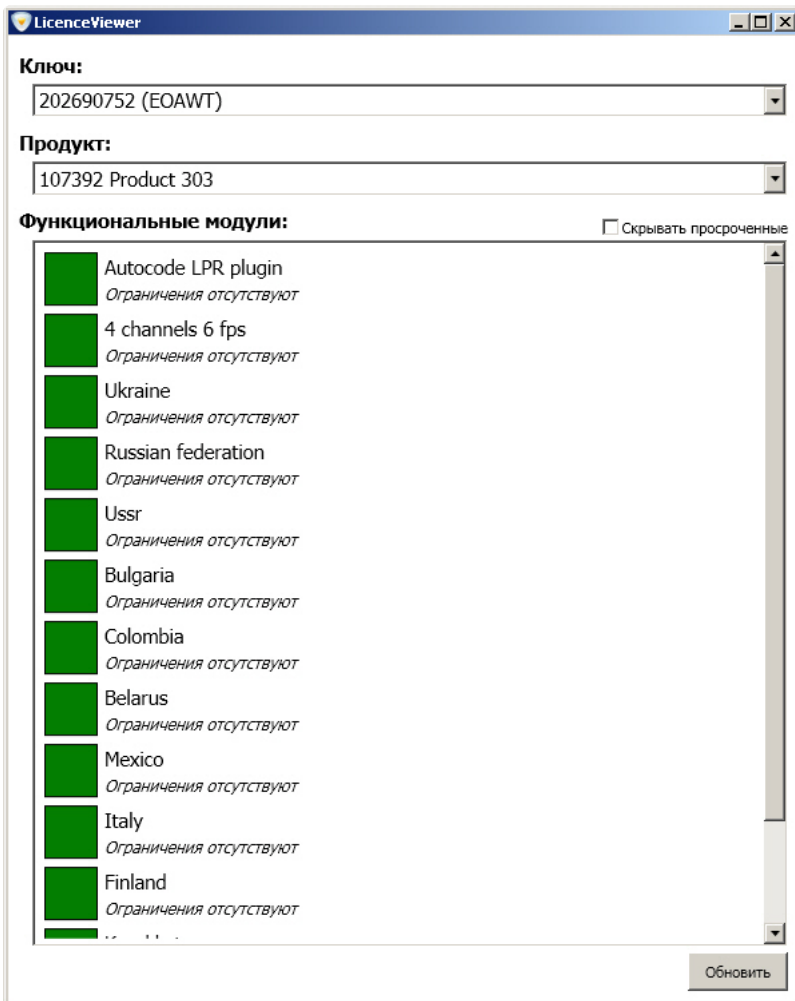 LicenceViewer
Ключ:
202690752 (EOAWT)
Продукт:
107392 Product 303
Функциональные модули:
Скрывать просроченные
Autocode LPR plugin
Ограничения отсутствуют
4 channels 6 fps
Ограничения отсутствуют
Ukraine
Ограничения отсутствуют
Russian federation
Ограничения отсутствуют
Ussr
Ограничения отсутствуют
Bulgaria
Ограничения отсутствуют
Colombia
Ограничения отсутствуют
Belarus
Ограничения отсутствуют
Mexico
Ограничения отсутствуют
Italy
Ограничения отсутствуют
Finland
Ограничения отсутствуют
Обновить